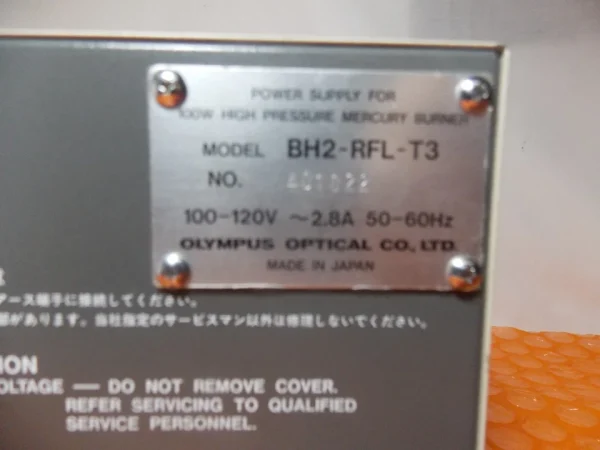 POWER SUPPLY FOR
100W HIGH PRESSURE MERCURY BURNER
MODEL BH2-RFL-T3
NO. 401822
100-120V ～2.8A 50-60Hz
OLYMPUS OPTICAL CO., LTD.
MADE IN JAPAN
アース端子に接続してください。
部があります。当社指定のサービスマン以外は修理しないでください。
ION
OLTAGE — DO NOT REMOVE COVER.
REFER SERVICING TO QUALIFIED
SERVICE PERSONNEL.